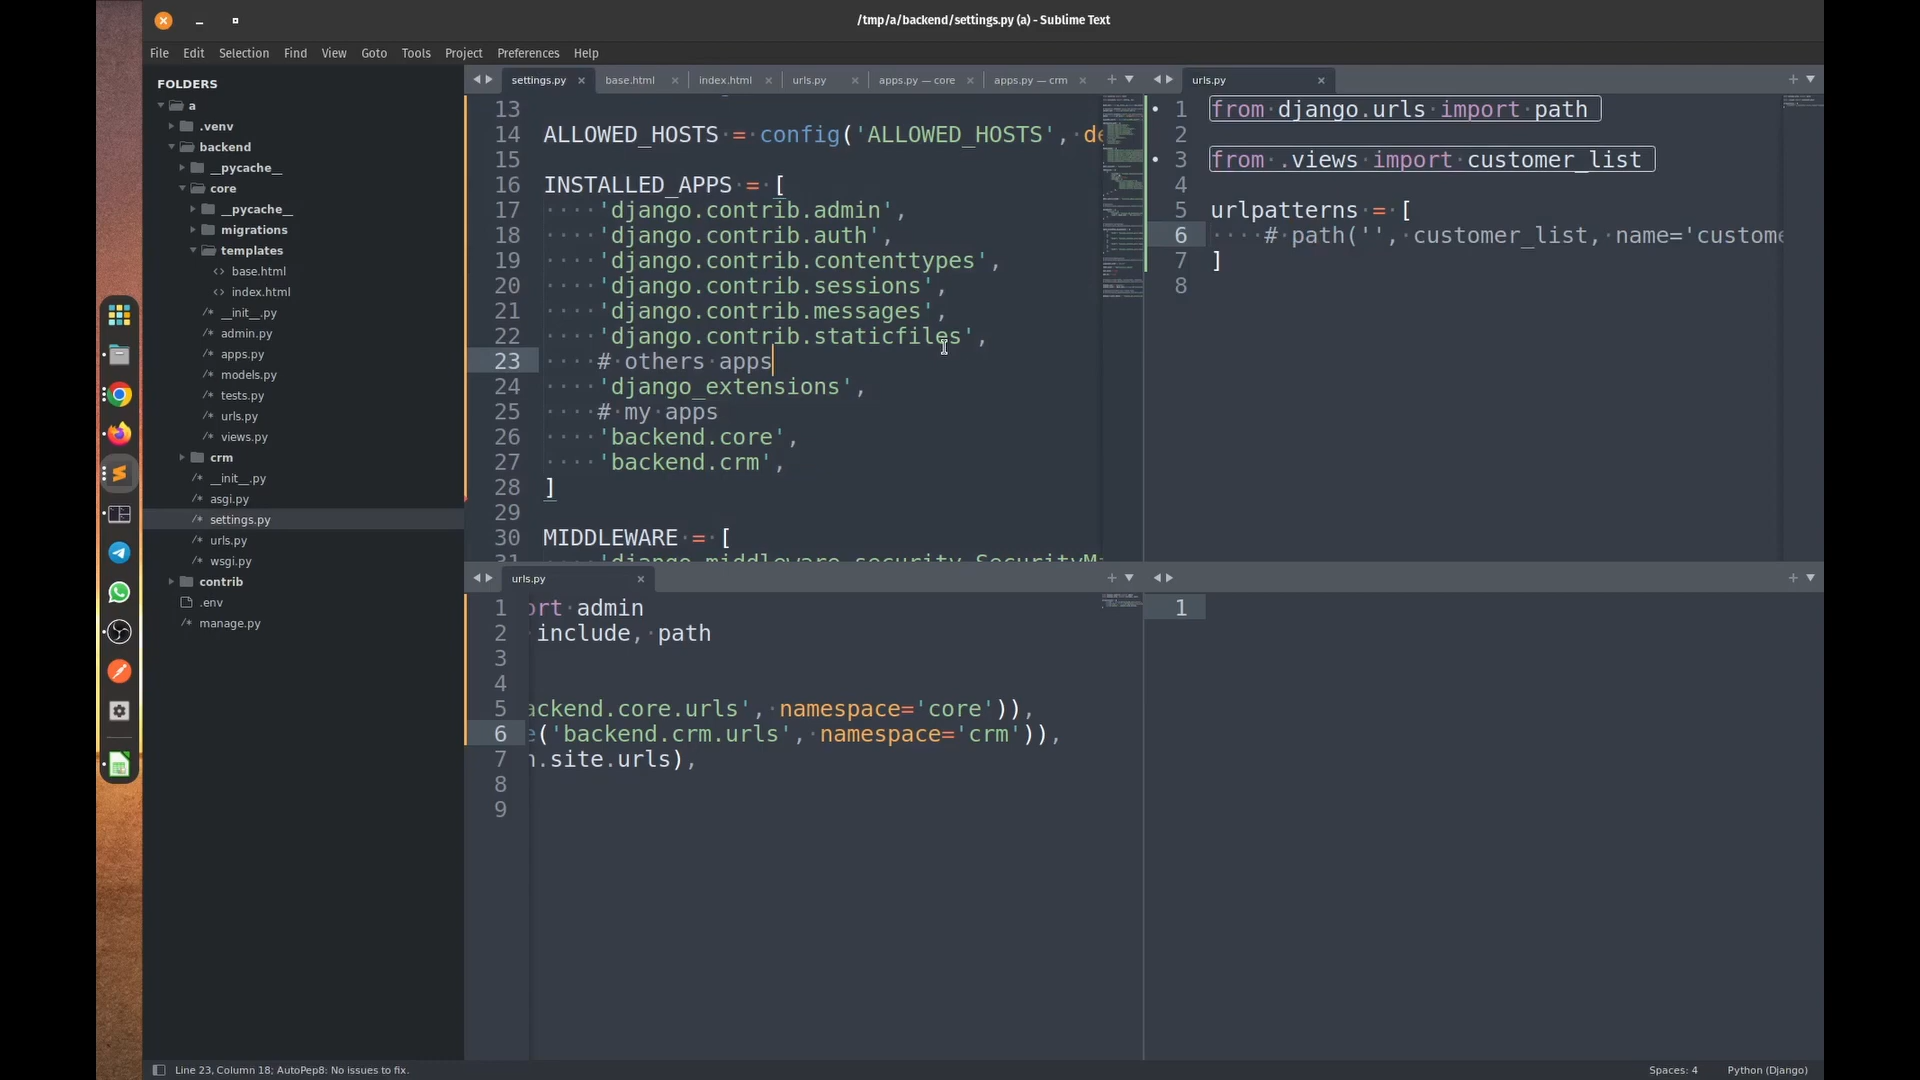 /tmp/a/backend/settings.py (a) - Sublime Text
File Edit Selection Find View Goto Tools Project Preferences Help
FOLDERS
a
.venv
backend
__pycache__
core
__pycache__
migrations
templates
base.html
index.html
__init__.py
admin.py
apps.py
models.py
tests.py
urls.py
views.py
crm
__init__.py
asgi.py
settings.py
urls.py
wsgi.py
contrib
.env
manage.py
settings.py base.html index.html urls.py apps.py — core apps.py — crm
13
14 ALLOWED_HOSTS = config('ALLOWED_HOSTS', de
15
16 INSTALLED_APPS = [
17 'django.contrib.admin',
18 'django.contrib.auth',
19 'django.contrib.contenttypes',
20 'django.contrib.sessions',
21 'django.contrib.messages',
22 'django.contrib.staticfiles',
23 # others apps
24 'django_extensions',
25 # my apps
26 'backend.core',
27 'backend.crm',
28 ]
29
30 MIDDLEWARE = [
31 'django.middleware.security.SecurityM
urls.py
1 from django.urls import path
2
3 from .views import customer_list
4
5 urlpatterns = [
6 # path('', customer_list, name='custome
7 ]
8
urls.py
1 ort admin
2 include, path
3
4
5 ackend.core.urls', namespace='core')),
6 e('backend.crm.urls', namespace='crm')),
7 n.site.urls),
8
9
1
Line 23, Column 18; AutoPep8: No issues to fix.
Spaces: 4
Python (Django)